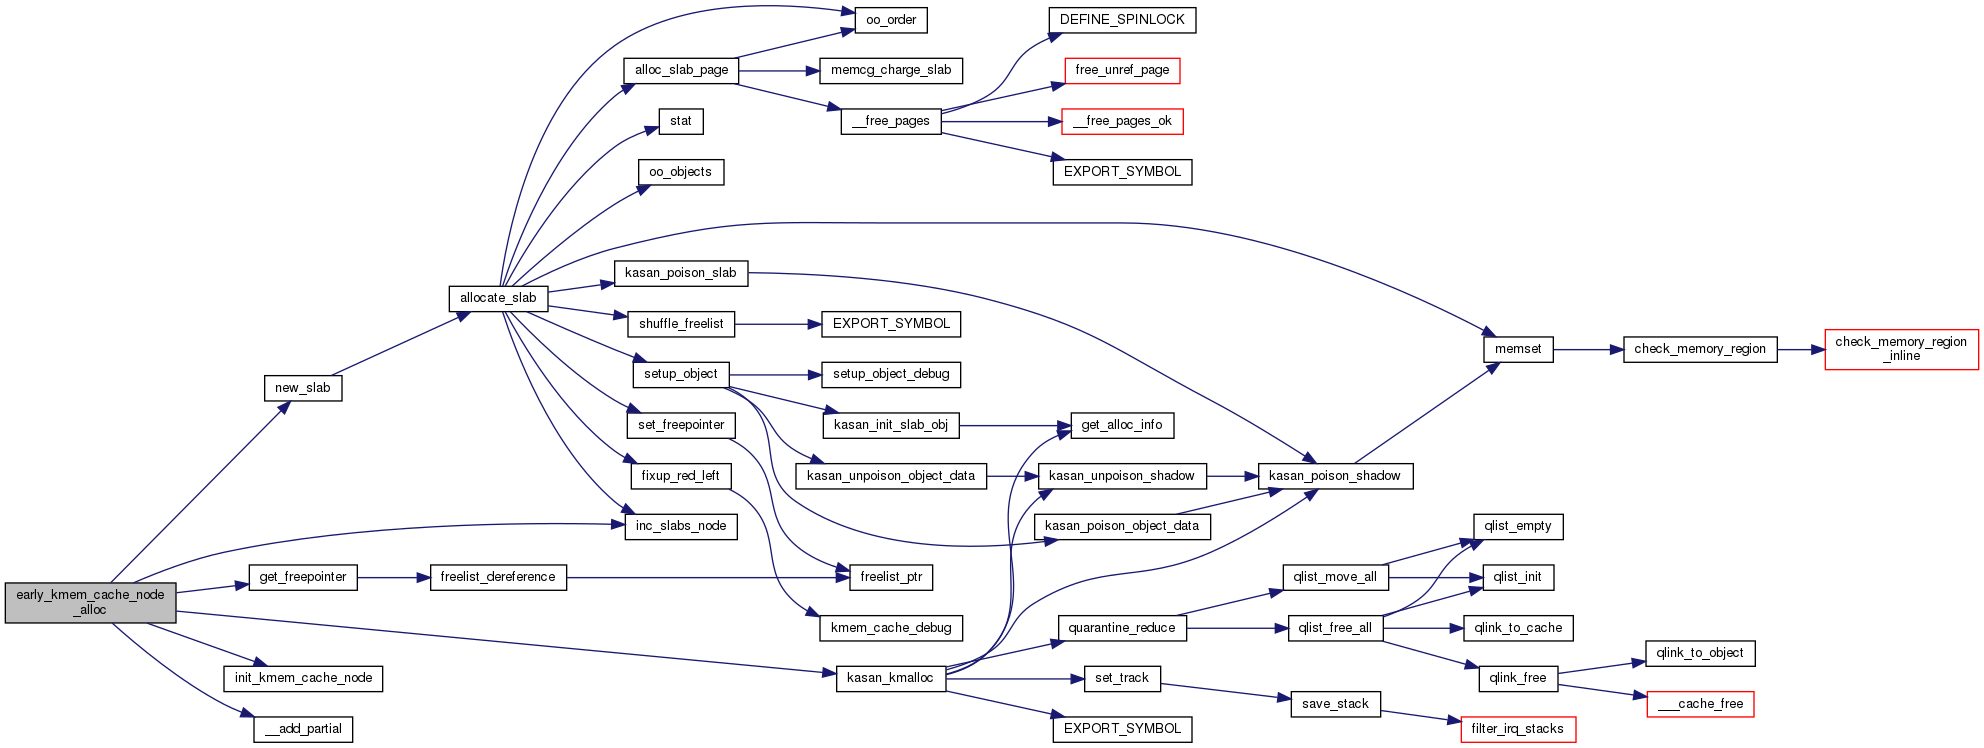 oo_order
DEFINE_SPINLOCK
alloc_slab_page
memcg_charge_slab
free_unref_page
stat
__free_pages
__free_pages_ok
oo_objects
EXPORT_SYMBOL
kasan_poison_slab
allocate_slab
shuffle_freelist
EXPORT_SYMBOL
memset
check_memory_region
check_memory_region
_inline
new_slab
setup_object
setup_object_debug
set_freepointer
kasan_init_slab_obj
get_alloc_info
fixup_red_left
kasan_unpoison_object_data
kasan_unpoison_shadow
kasan_poison_shadow
inc_slabs_node
kasan_poison_object_data
qlist_empty
get_freepointer
freelist_dereference
freelist_ptr
qlist_move_all
qlist_init
early_kmem_cache_node
_alloc
kmem_cache_debug
quarantine_reduce
qlist_free_all
qlink_to_cache
qlink_to_object
init_kmem_cache_node
kasan_kmalloc
set_track
qlink_free
save_stack
___cache_free
__add_partial
EXPORT_SYMBOL
filter_irq_stacks